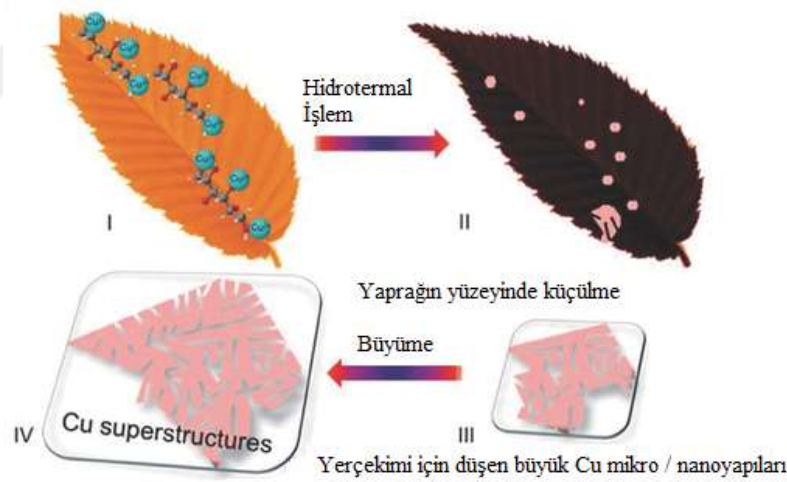 Hidrotermal
İşlem
I
II
Yaprağın yüzeyinde küçülme
Büyüme
Cu superstructures
IV
III
Yerçekimi için düşen büyük Cu mikro / nanoyapıları